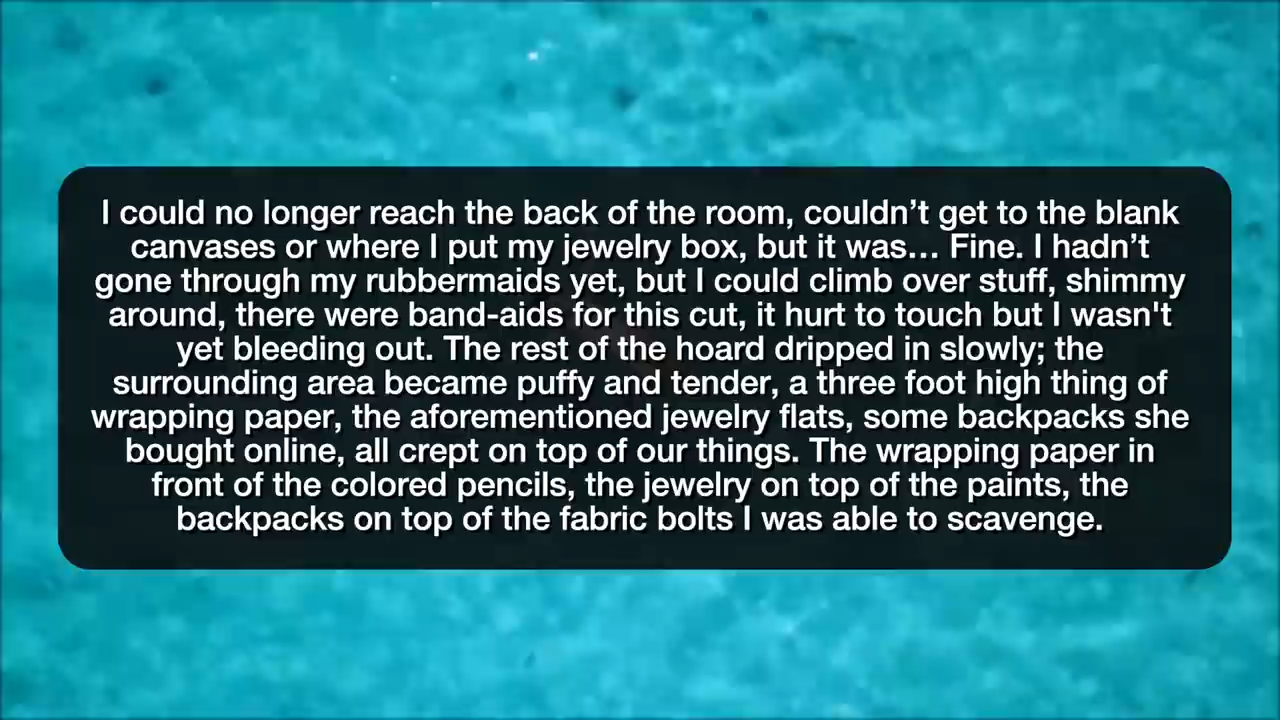 I could no longer reach the back of the room, couldn’t get to the blank
canvases or where I put my jewelry box, but it was… Fine. I hadn’t
gone through my rubbermaids yet, but I could climb over stuff, shimmy
around, there were band-aids for this cut, it hurt to touch but I wasn't
yet bleeding out. The rest of the hoard dripped in slowly; the
surrounding area became puffy and tender, a three foot high thing of
wrapping paper, the aforementioned jewelry flats, some backpacks she
bought online, all crept on top of our things. The wrapping paper in
front of the colored pencils, the jewelry on top of the paints, the
backpacks on top of the fabric bolts I was able to scavenge.